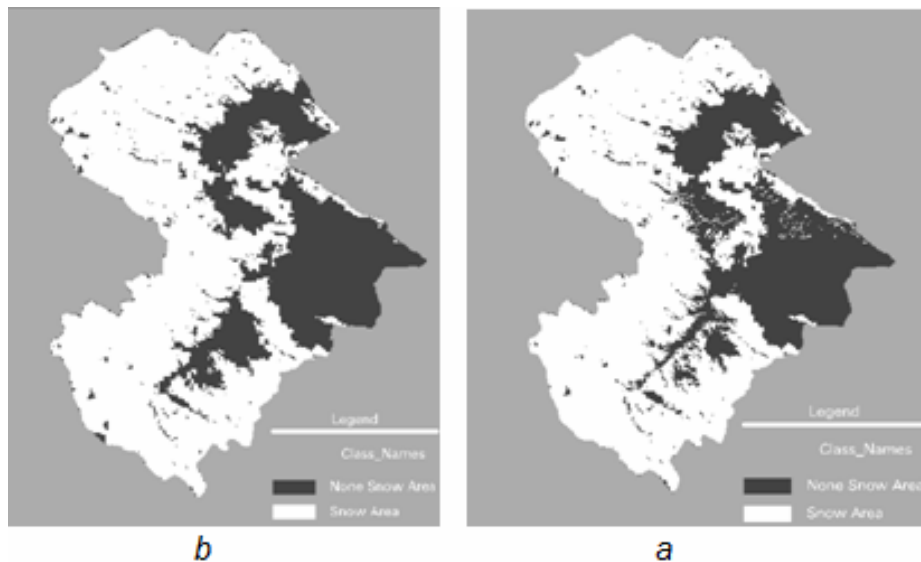 Legend
Class_Names
None Snow Area
Snow Area
b
Legend
Class_Names
None Snow Area
Snow Area
a